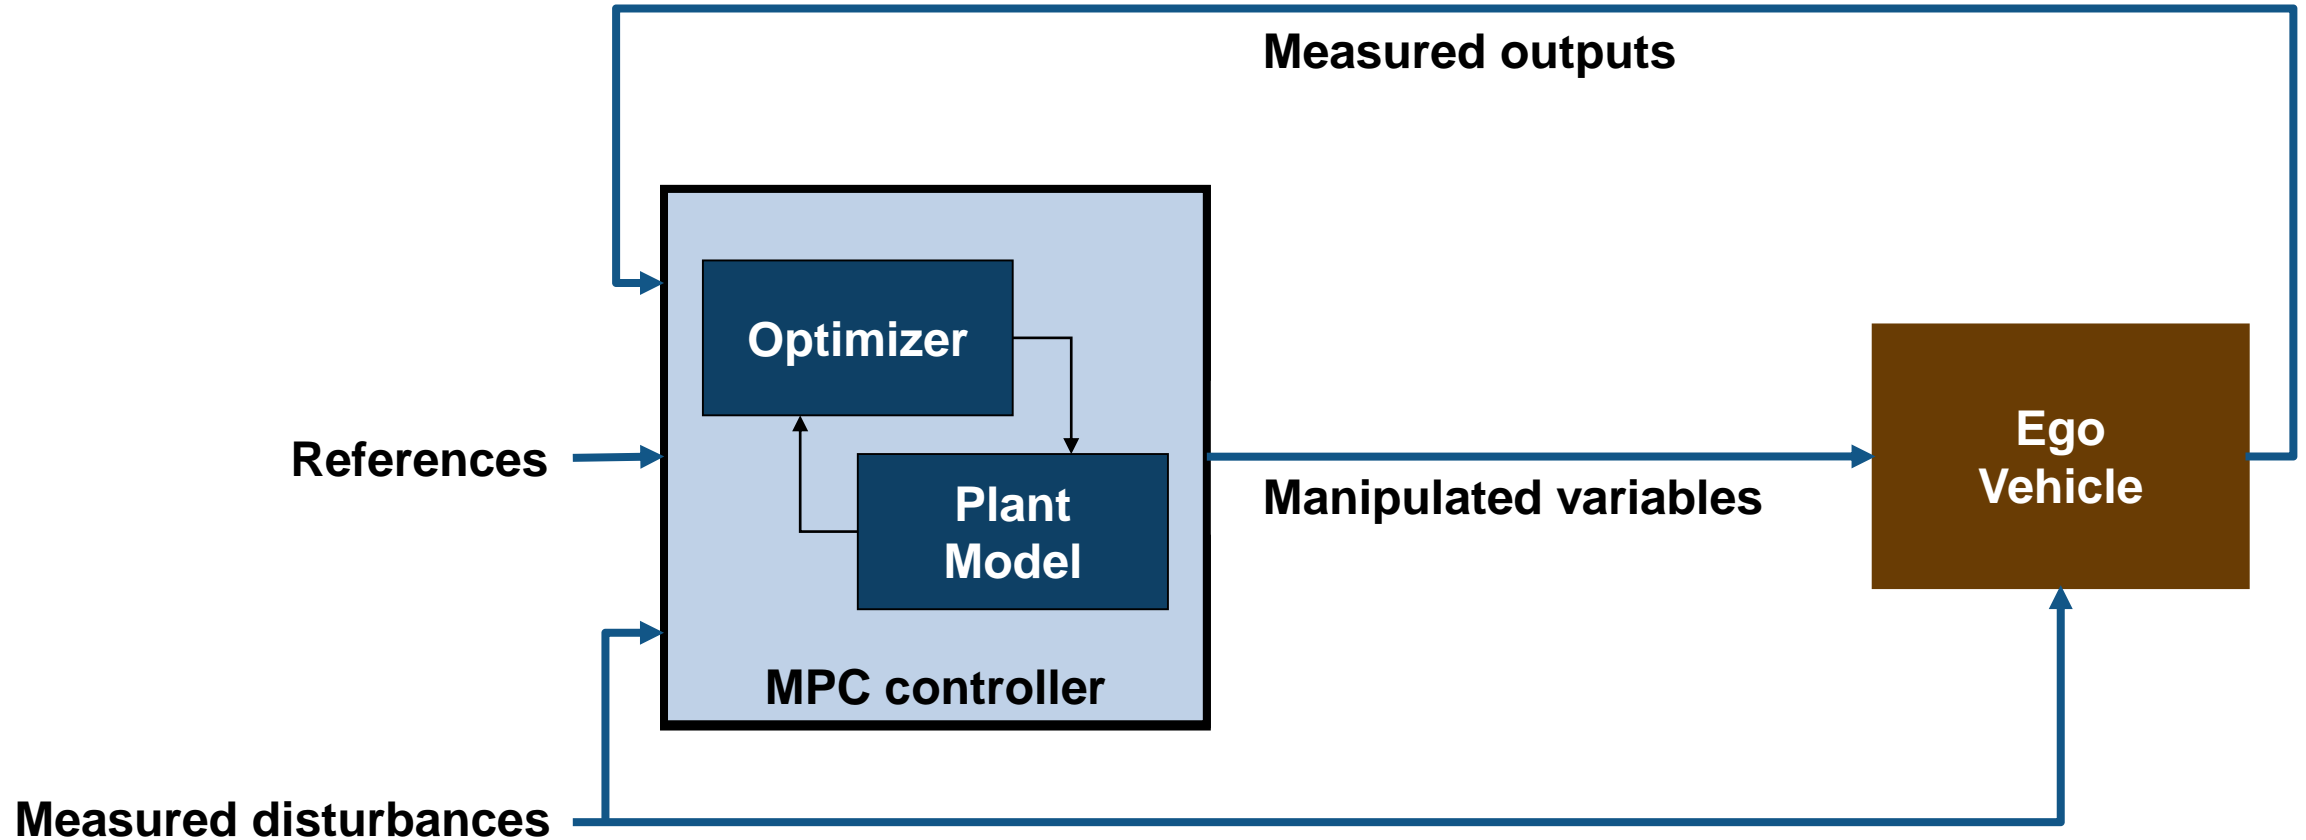 Measured outputs
Optimizer
References
Plant
Model
MPC controller
Manipulated variables
Ego
Vehicle
Measured disturbances